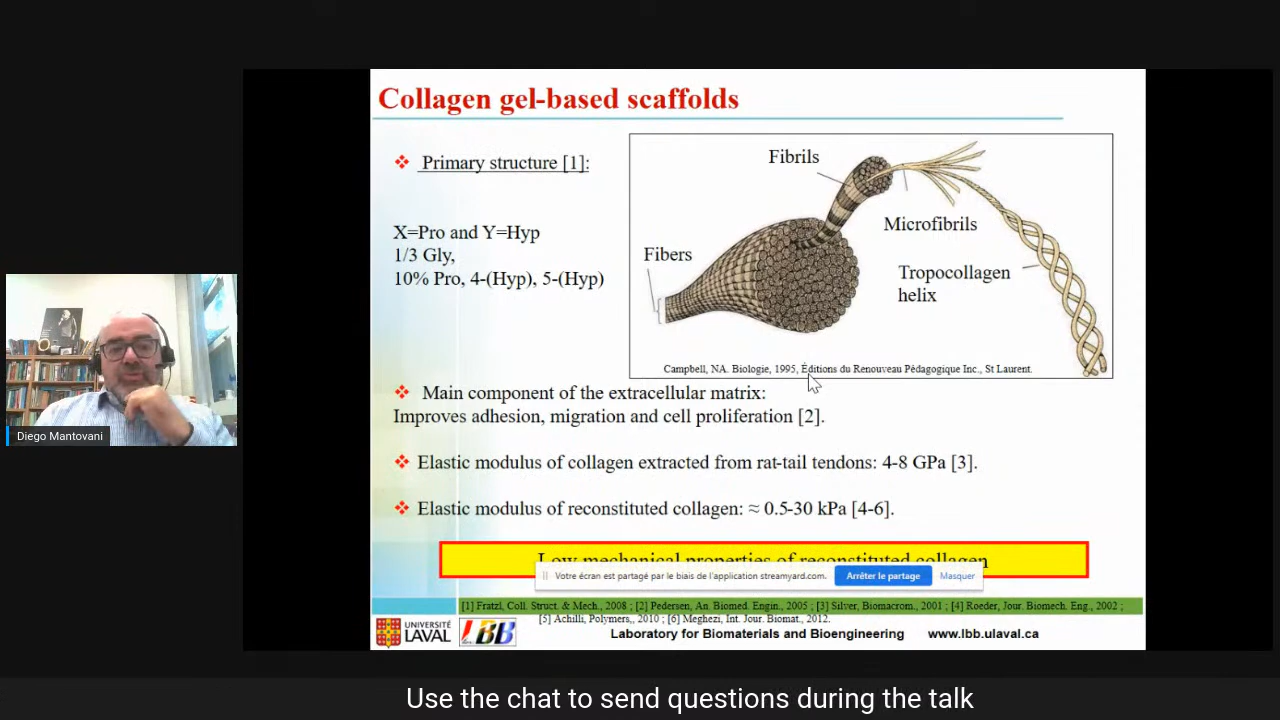 Collagen gel-based scaffolds
Primary structure [1]:
X=Pro and Y=Hyp
1/3 Gly,
10% Pro, 4-(Hyp), 5-(Hyp)
Fibrils
Microfibrils
Fibers
Tropocollagen
helix
Campbell, NA. Biologie, 1995, Éditions du Renouveau Pédagogique Inc., St Laurent.
Main component of the extracellular matrix:
Improves adhesion, migration and cell proliferation [2].
Elastic modulus of collagen extracted from rat-tail tendons: 4-8 GPa [3].
Elastic modulus of reconstituted collagen: ≈ 0.5-30 kPa [4-6].
Low mechanical properties of reconstituted collagen
Votre écran est partagé par le biais de l'application streamyard.com. Arrêter le partage Masquer
[1] Fratzl, Coll. Struct. & Mech., 2008 ; [2] Pedersen, An. Biomed. Engin., 2005 ; [3] Silver, Biomacrom., 2001 ; [4] Roeder, Jour. Biomech. Eng., 2002 ;
[5] Achilli, Polymers,, 2010 ; [6] Meghezi, Int. Jour. Biomat., 2012.
UNIVERSITÉ
LAVAL
LBB
Laboratory for Biomaterials and Bioengineering www.lbb.ulaval.ca
Diego Mantovani
Use the chat to send questions during the talk